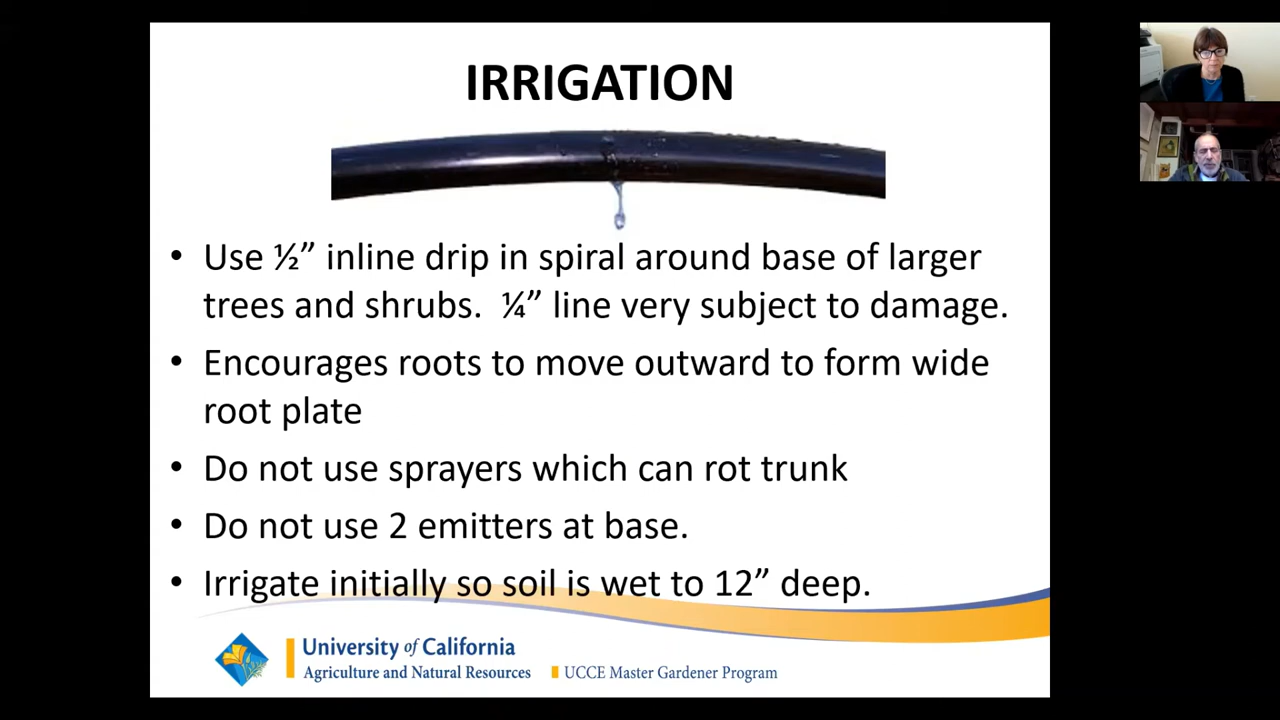 IRRIGATION
• Use ½” inline drip in spiral around base of larger
trees and shrubs.  ¼” line very subject to damage.
• Encourages roots to move outward to form wide
root plate
• Do not use sprayers which can rot trunk
• Do not use 2 emitters at base.
• Irrigate initially so soil is wet to 12” deep.
University of California
Agriculture and Natural Resources
UCCE Master Gardener Program